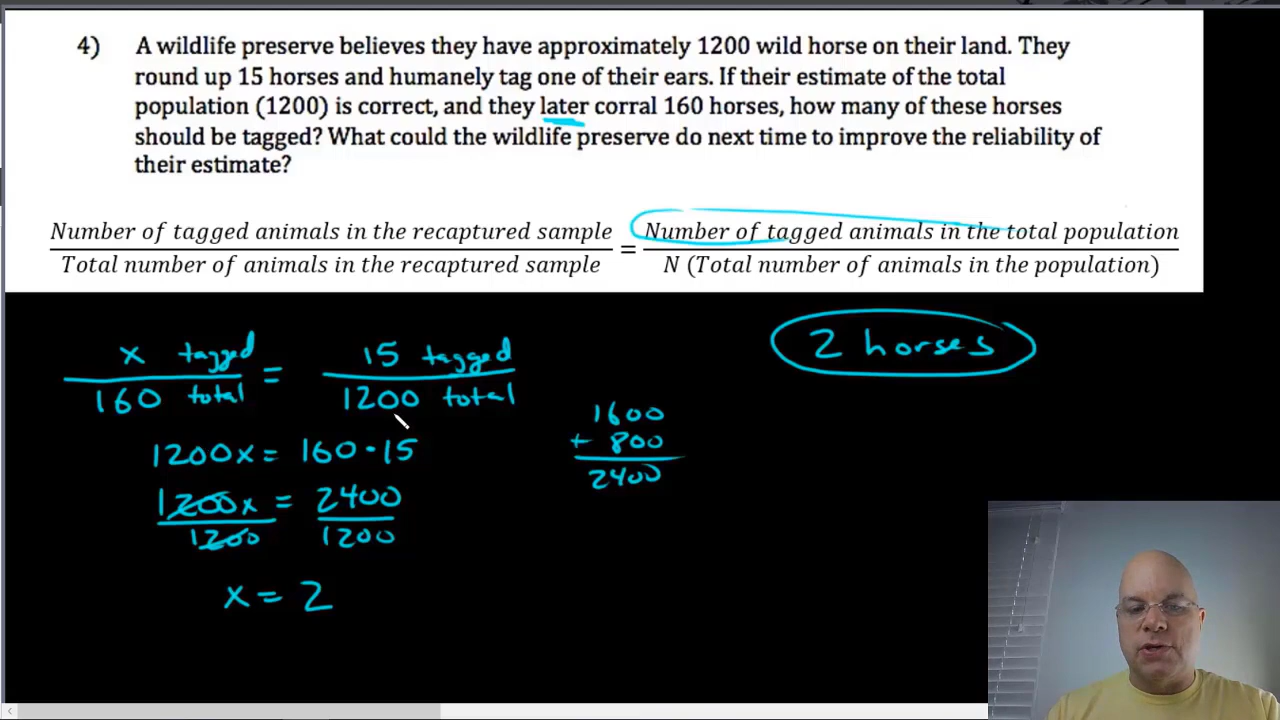 4) A wildlife preserve believes they have approximately 1200 wild horse on their land. They
round up 15 horses and humanely tag one of their ears. If their estimate of the total
population (1200) is correct, and they later corral 160 horses, how many of these horses
should be tagged? What could the wildlife preserve do next time to improve the reliability of
their estimate?
Number of tagged animals in the recaptured sample
Total number of animals in the recaptured sample
=
Number of tagged animals in the total population
N (Total number of animals in the population)
x tagged
160 total
=
15 tagged
1200 total
1200x = 160 · 15
1200x = 2400
1200 1200
x = 2
1600
+ 800
2400
2 horses